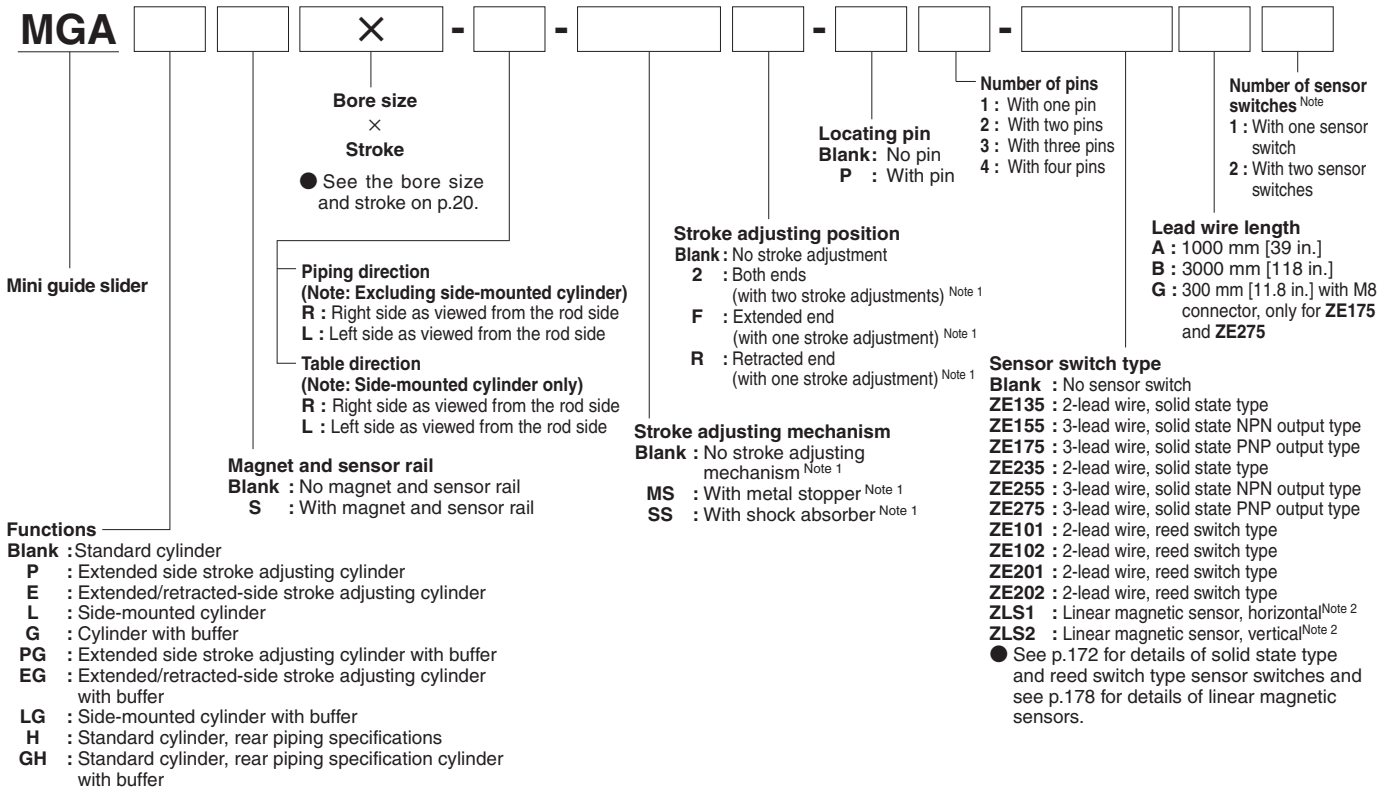 MGA × - - - -
Mini guide slider
Functions
Blank : Standard cylinder
P : Extended side stroke adjusting cylinder
E : Extended/retracted-side stroke adjusting cylinder
L : Side-mounted cylinder
G : Cylinder with buffer
PG : Extended side stroke adjusting cylinder with buffer
EG : Extended/retracted-side stroke adjusting cylinder
with buffer
LG : Side-mounted cylinder with buffer
H : Standard cylinder, rear piping specifications
GH : Standard cylinder, rear piping specification cylinder
with buffer
Magnet and sensor rail
Blank : No magnet and sensor rail
S : With magnet and sensor rail
Bore size
×
Stroke
● See the bore size
and stroke on p.20.
Piping direction
(Note: Excluding side-mounted cylinder)
R : Right side as viewed from the rod side
L : Left side as viewed from the rod side
Table direction
(Note: Side-mounted cylinder only)
R : Right side as viewed from the rod side
L : Left side as viewed from the rod side
Stroke adjusting mechanism
Blank : No stroke adjusting
mechanism Note 1
MS : With metal stopper Note 1
SS : With shock absorber Note 1
Stroke adjusting position
Blank : No stroke adjustment
2 : Both ends
(with two stroke adjustments) Note 1
F : Extended end
(with one stroke adjustment) Note 1
R : Retracted end
(with one stroke adjustment) Note 1
Locating pin
Blank : No pin
P : With pin
Number of pins
1 : With one pin
2 : With two pins
3 : With three pins
4 : With four pins
Sensor switch type
Blank : No sensor switch
ZE135 : 2-lead wire, solid state type
ZE155 : 3-lead wire, solid state NPN output type
ZE175 : 3-lead wire, solid state PNP output type
ZE235 : 2-lead wire, solid state type
ZE255 : 3-lead wire, solid state NPN output type
ZE275 : 3-lead wire, solid state PNP output type
ZE101 : 2-lead wire, reed switch type
ZE102 : 2-lead wire, reed switch type
ZE201 : 2-lead wire, reed switch type
ZE202 : 2-lead wire, reed switch type
ZLS1 : Linear magnetic sensor, horizontal Note 2
ZLS2 : Linear magnetic sensor, vertical Note 2
● See p.172 for details of solid state type
and reed switch type sensor switches and
see p.178 for details of linear magnetic
sensors.
Lead wire length
A : 1000 mm [39 in.]
B : 3000 mm [118 in.]
G : 300 mm [11.8 in.] with M8
connector, only for ZE175
and ZE275
Number of sensor
switches Note
1 : With one sensor
switch
2 : With two sensor
switches